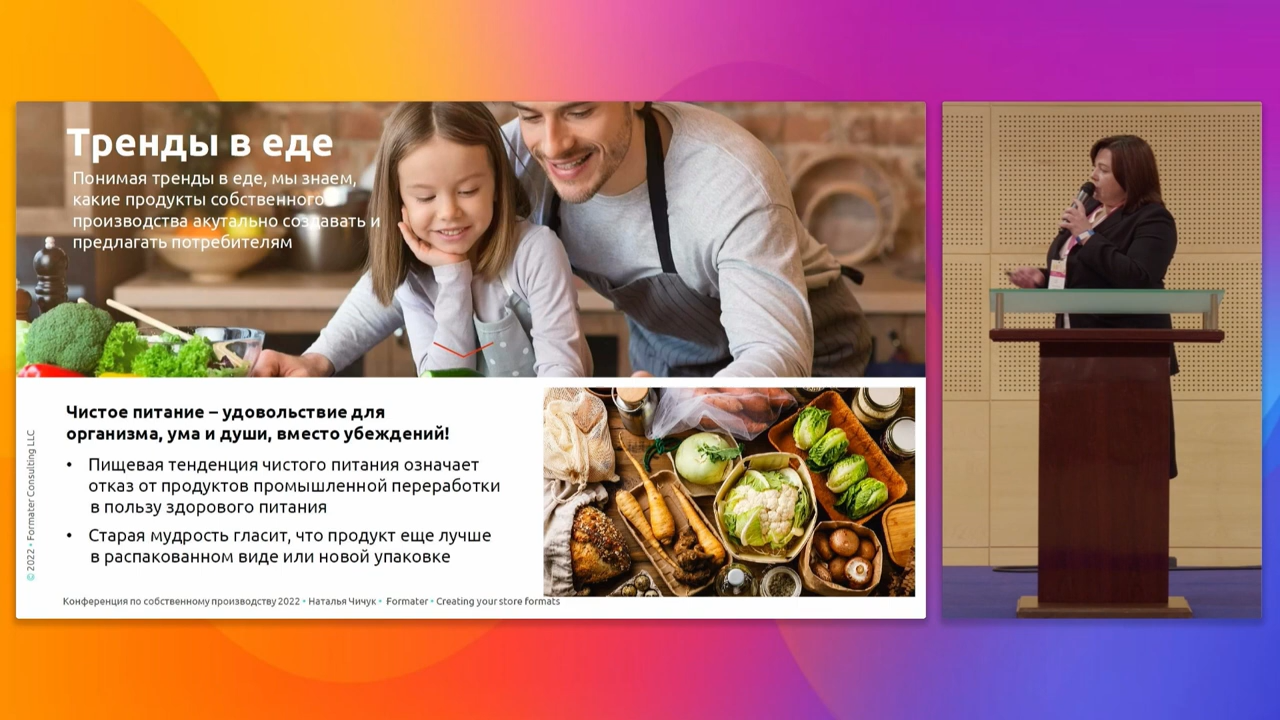 Тренды в еде
Понимая тренды в еде, мы знаем,
какие продукты собственного
производства акутально создавать и
предлагать потребителям
Чистое питание – удовольствие для
организма, ума и души, вместо убеждений!
• Пищевая тенденция чистого питания означает
отказ от продуктов промышленной переработки
в пользу здорового питания
• Старая мудрость гласит, что продукт еще лучше
в распакованном виде или новой упаковке
© 2022 • Formater Consulting LLC
Конференция по собственному производству 2022 • Наталья Чичук • Formater • Creating your store formats